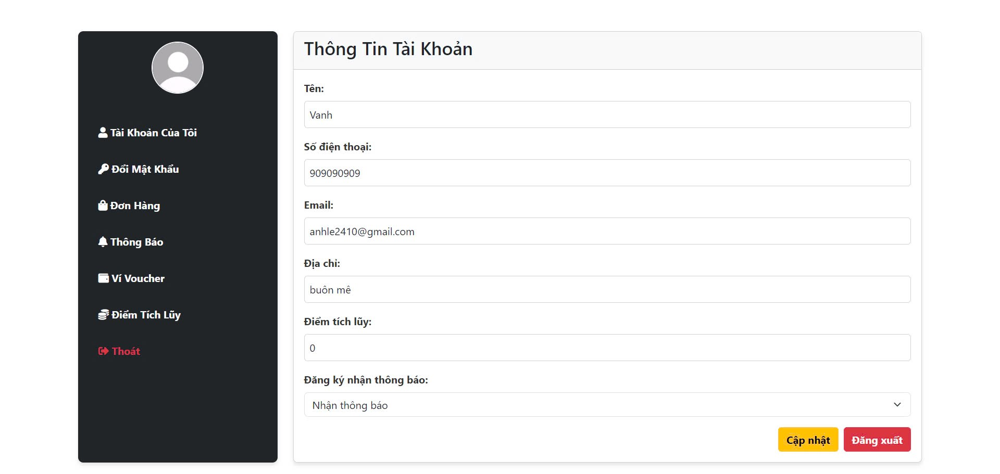 Tài Khoản Của Tôi
Đổi Mật Khẩu
Đơn Hàng
Thông Báo
Ví Voucher
Điểm Tích Lũy
Thoát
Thông Tin Tài Khoản
Tên:
Vanh
Số điện thoại:
909090909
Email:
anhle2410@gmail.com
Địa chỉ:
buôn mê
Điểm tích lũy:
0
Đăng ký nhận thông báo:
Nhận thông báo
Cập nhật
Đăng xuất